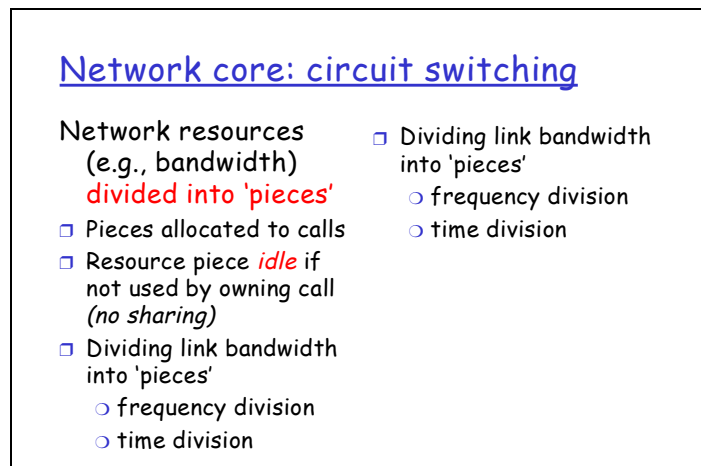 Network core: circuit switching
Network resources
(e.g., bandwidth)
divided into ‘pieces’
Pieces allocated to calls
Resource piece idle if
not used by owning call
(no sharing)
Dividing link bandwidth
into ‘pieces’
frequency division
time division
Dividing link bandwidth
into ‘pieces’
frequency division
time division